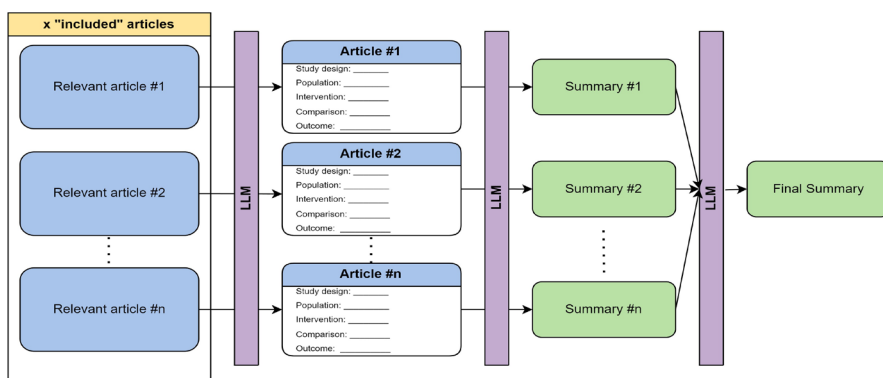 x "included" articles
Relevant article #1
Relevant article #2
Relevant article #n
LLM
Article #1
Study design: ________
Population: ________
Intervention: ________
Comparison: ________
Outcome: ________
Article #2
Study design: ________
Population: ________
Intervention: ________
Comparison: ________
Outcome: ________
Article #n
Study design: ________
Population: ________
Intervention: ________
Comparison: ________
Outcome: ________
LLM
Summary #1
Summary #2
Summary #n
LLM
Final Summary